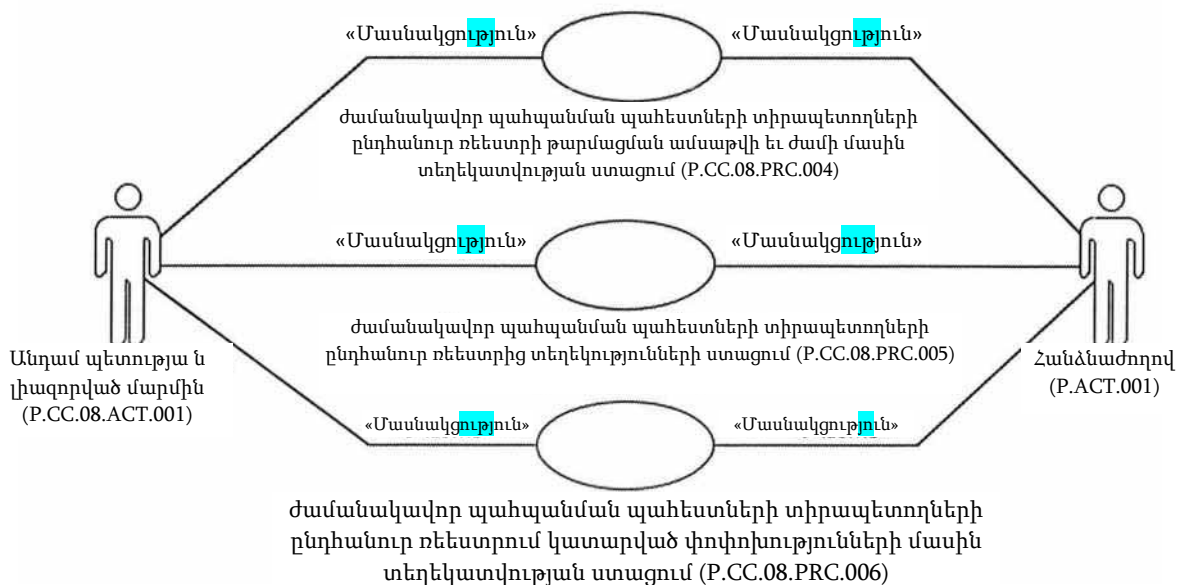 «Մասնակցություն» «Մասնակցություն»
ժամանակավոր պահպանման պահեստների տիրապետողների
ընդհանուր ռեեստրի թարմացման ամսաթվի եւ ժամի մասին
տեղեկատվության ստացում (P.CC.08.PRC.004)
«Մասնակցություն» «Մասնակցություն»
ժամանակավոր պահպանման պահեստների տիրապետողների
ընդհանուր ռեեստրից տեղեկությունների ստացում (P.CC.08.PRC.005)
Անդամ պետությա ն
լիազորված մարմին
(P.CC.08.ACT.001)
Հանձնաժողով
(P.ACT.001)
«Մասնակցություն» «Մասնակցություն»
ժամանակավոր պահպանման պահեստների տիրապետողների
ընդհանուր ռեեստրում կատարված փոփոխությունների մասին
տեղեկատվության ստացում (P.CC.08.PRC.006)